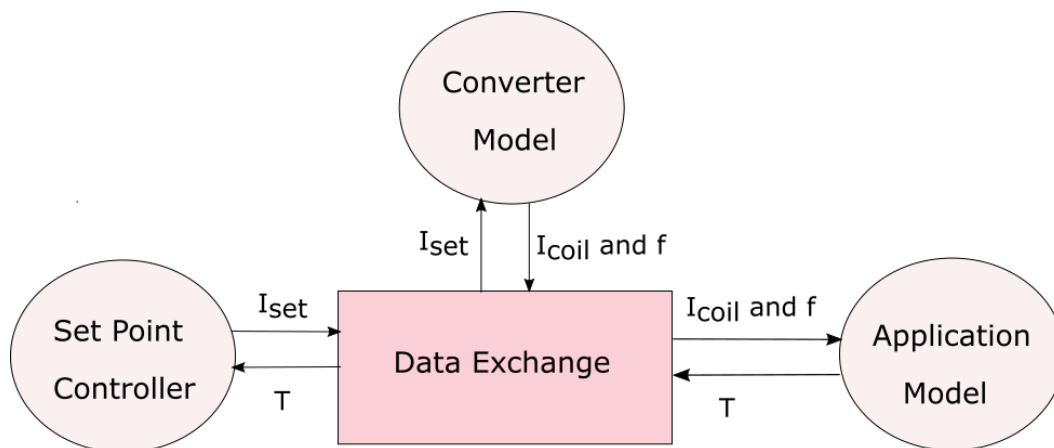 Converter
Model
Iset
Icoil and f
Set Point
Controller
Iset
T
Data Exchange
Icoil and f
T
Application
Model